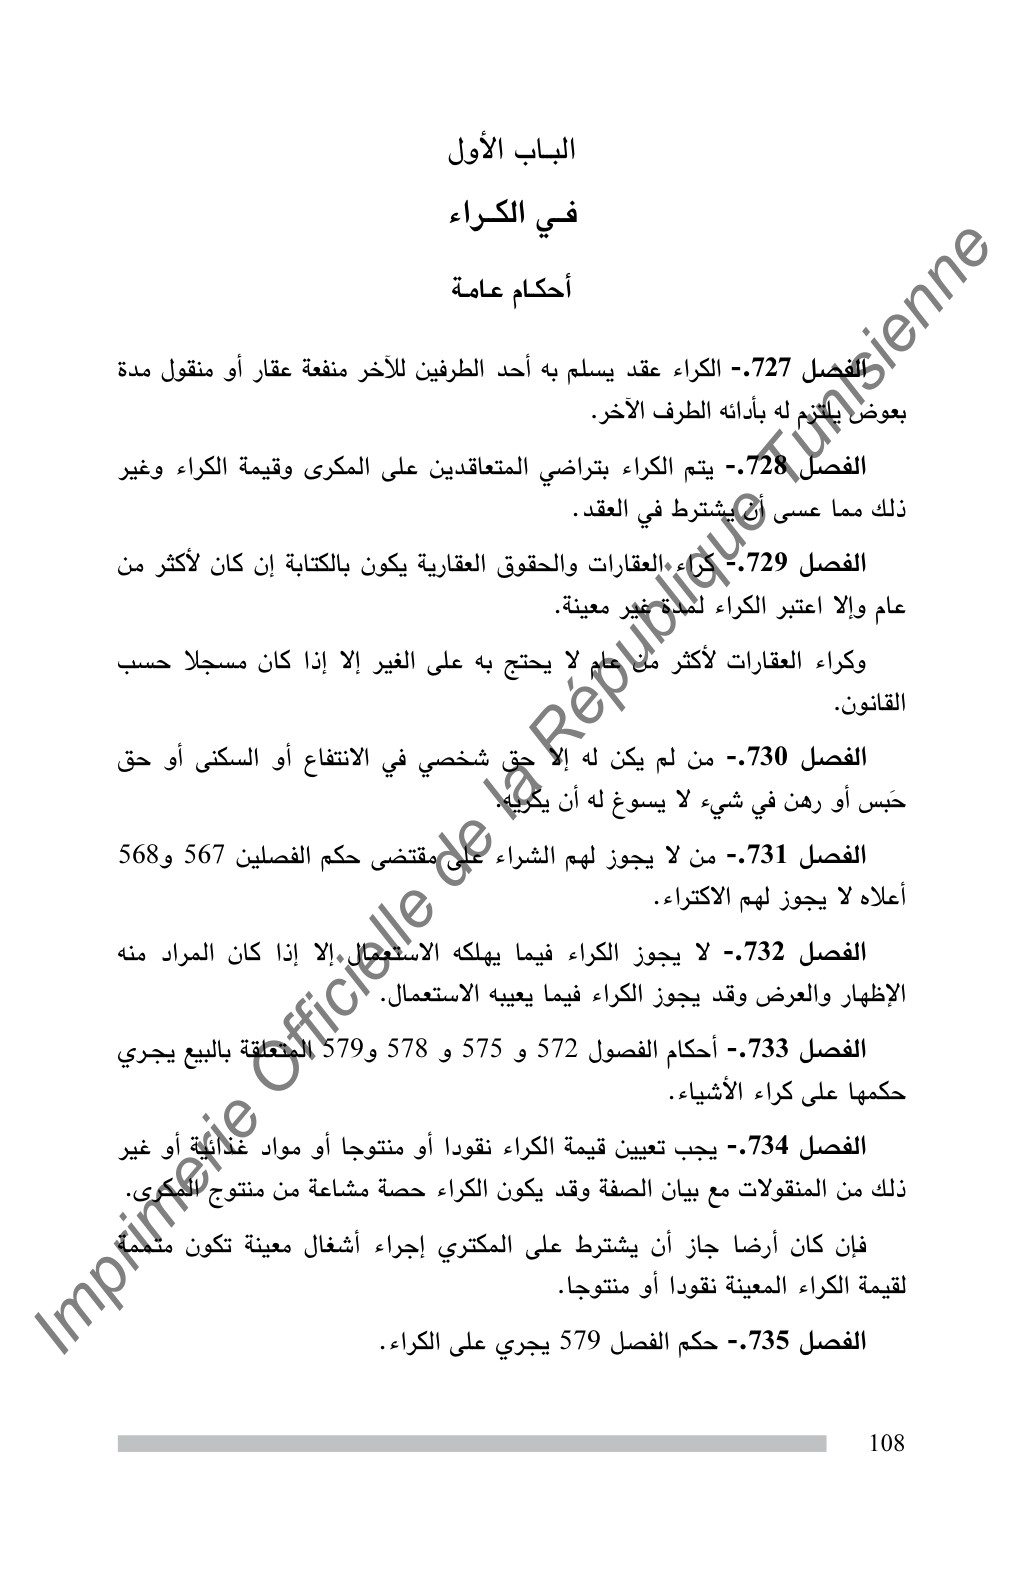 البـاب الأول
فـي الكـراء
أحكـام عـامـة
الفصل 727.- الكراء عقد يسلم به أحد الطرفين للآخر منفعة عقار أو منقول مدة
بعوض يلتزم له بأدائه الطرف الآخر.
الفصل 728.- يتم الكراء بتراضي المتعاقدين على المكرى وقيمة الكراء وغير
ذلك مما عسى أن يشترط في العقد.
الفصل 729.- كراء العقارات والحقوق العقارية يكون بالكتابة إن كان لأكثر من
عام وإلا اعتبر الكراء لمدة غير معينة.
وكراء العقارات لأكثر من عام لا يحتج به على الغير إلا إذا كان مسجلا حسب
القانون.
الفصل 730.- من لم يكن له إلا حق شخصي في الانتفاع أو السكنى أو حق
حَبس أو رهن في شيء لا يسوغ له أن يكريه.
الفصل 731.- من لا يجوز لهم الشراء على مقتضى حكم الفصلين 567 و568
أعلاه لا يجوز لهم الاكتراء.
الفصل 732.- لا يجوز الكراء فيما يهلكه الاستعمال إلا إذا كان المراد منه
الإظهار والعرض وقد يجوز الكراء فيما يعيبه الاستعمال.
الفصل 733.- أحكام الفصول 572 و 575 و 578 و579 المتعلقة بالبيع يجـري
حكمها على كراء الأشياء.
الفصل 734.- يجب تعيين قيمة الكراء نقودا أو منتوجا أو مواد غذائية أو غير
ذلك من المنقولات مع بيان الصفة وقد يكون الكراء حصة مشاعة من منتوج المكرى.
فإن كان أرضا جاز أن يشترط على المكتري إجراء أشغال معينة تكون متممة
لقيمة الكراء المعينة نقودا أو منتوجا.
الفصل 735.- حكم الفصل 579 يجري على الكراء.
108
Imprimerie Officielle de la République Tunisienne